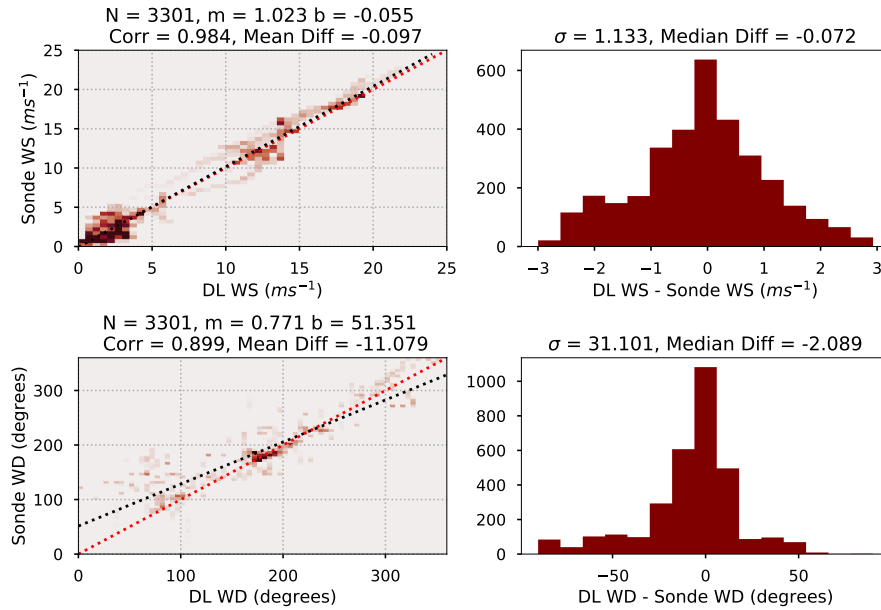 N = 3301, m = 1.023 b = -0.055
Corr = 0.984, Mean Diff = -0.097
25
20
15
10
5
0
Sonde WS (ms⁻¹)
0 5 10 15 20 25
DL WS (ms⁻¹)
σ = 1.133, Median Diff = -0.072
600
400
200
0
−3 −2 −1 0 1 2 3
DL WS - Sonde WS (ms⁻¹)
N = 3301, m = 0.771 b = 51.351
Corr = 0.899, Mean Diff = -11.079
300
200
100
0
Sonde WD (degrees)
0 100 200 300
DL WD (degrees)
σ = 31.101, Median Diff = -2.089
1000
800
600
400
200
0
−50 0 50
DL WD - Sonde WD (degrees)